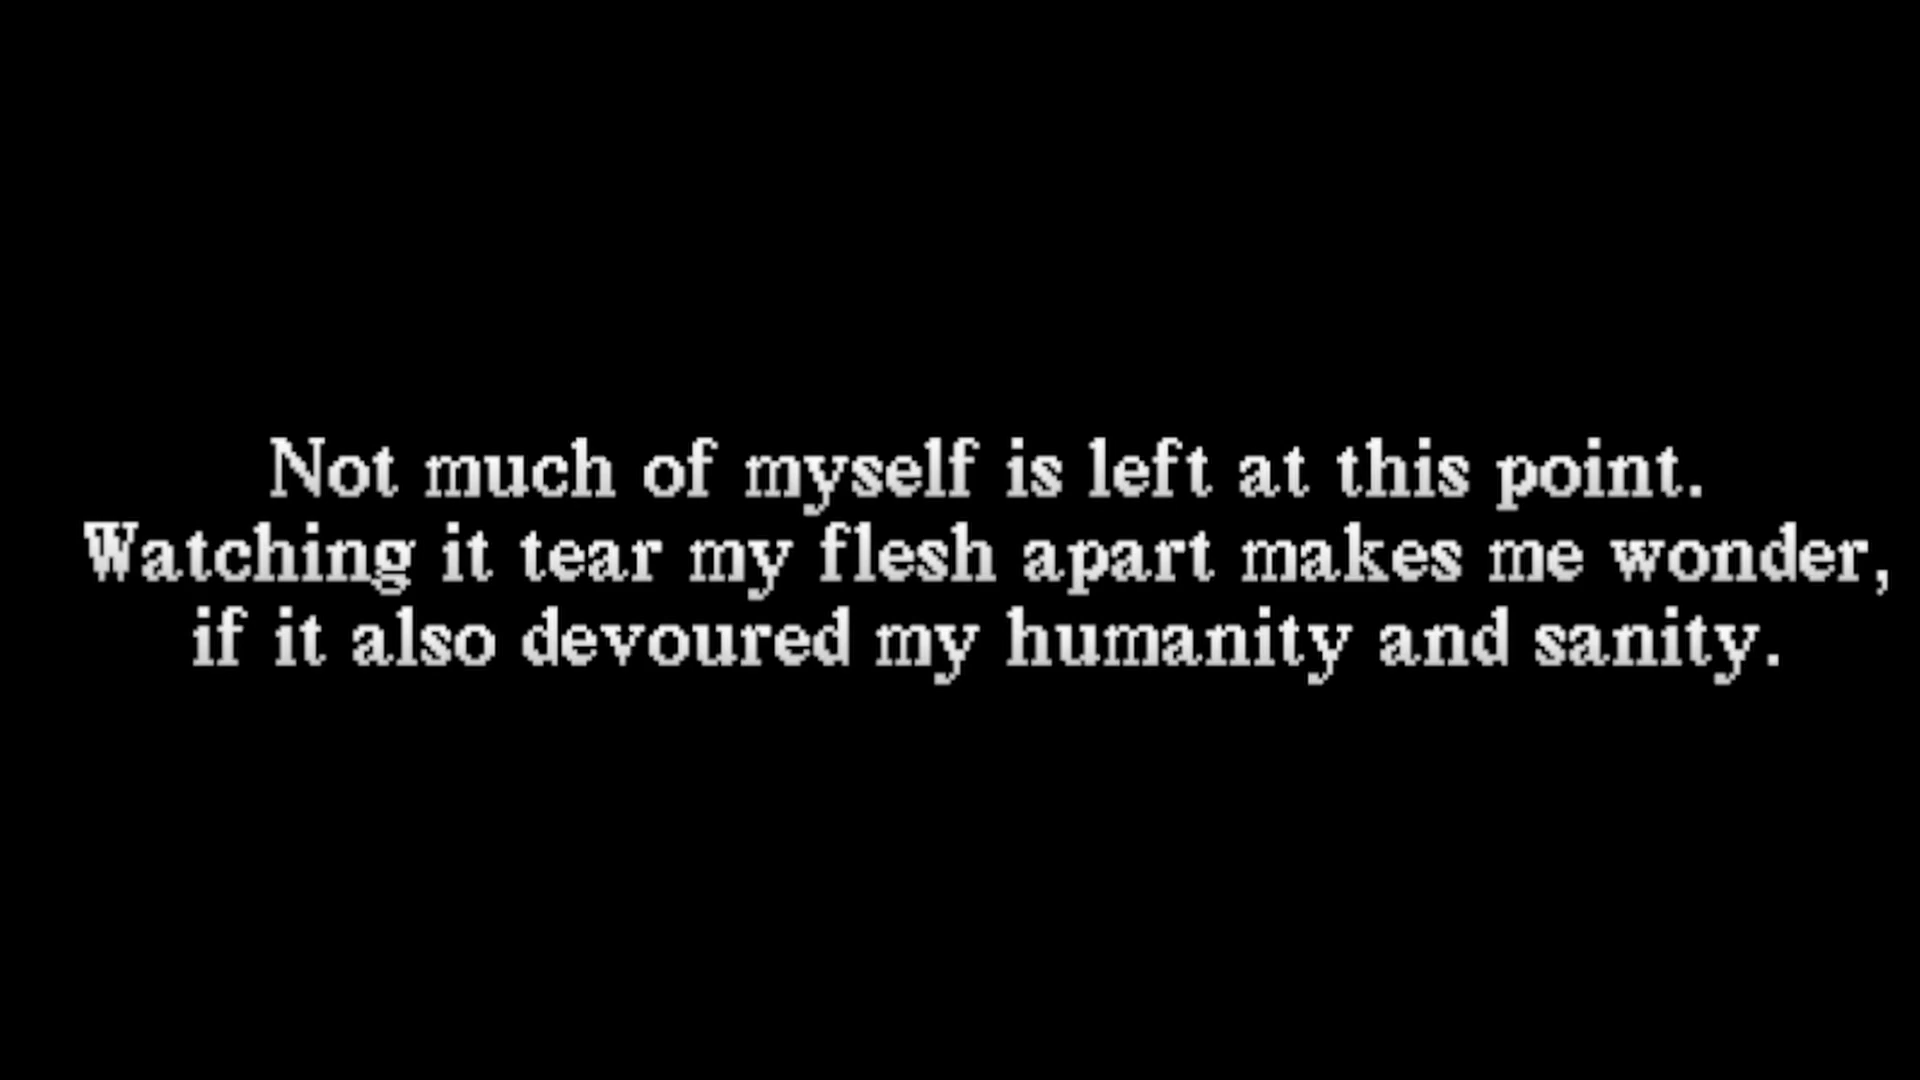 Not much of myself is left at this point.
Watching it tear my flesh apart makes me wonder,
if it also devoured my humanity and sanity.